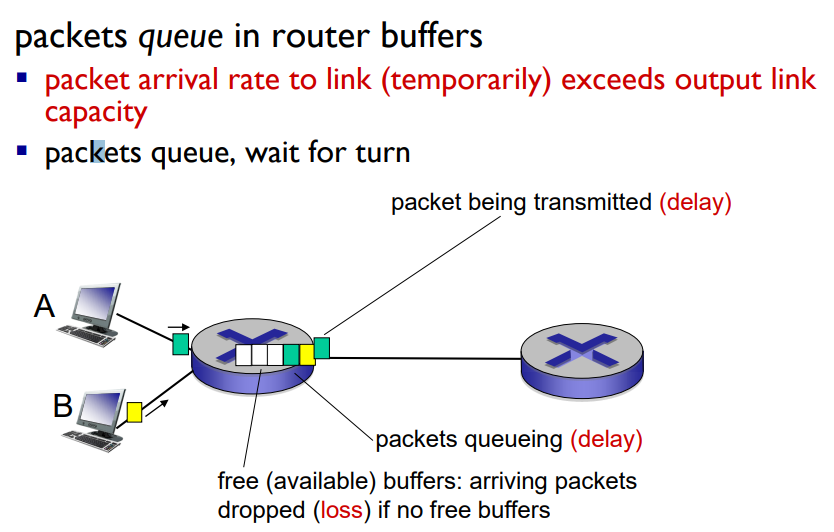 packets queue in router buffers
▪ packet arrival rate to link (temporarily) exceeds output link
capacity
▪ packets queue, wait for turn
packet being transmitted (delay)
A
B
packets queueing (delay)
free (available) buffers: arriving packets
dropped (loss) if no free buffers